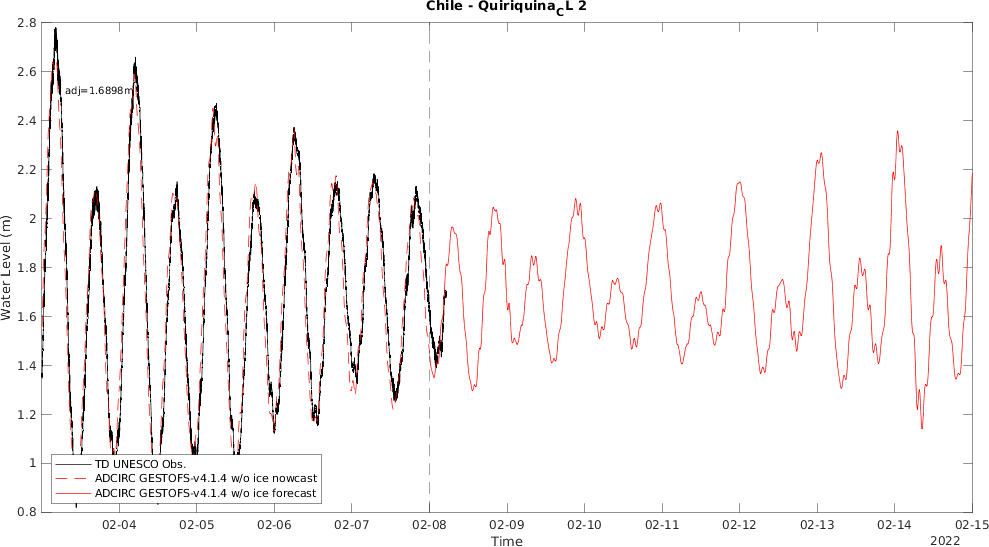 Chile - Quiriquina_CL 2
2.8
2.6
2.4
2.2
2
1.8
1.6
1.4
1.2
1
0.8
Water Level (m)
adj=1.6898m
TD UNESCO Obs.
ADCIRC GESTOFS-v4.1.4 w/o ice nowcast
ADCIRC GESTOFS-v4.1.4 w/o ice forecast
02-04 02-05 02-06 02-07 02-08 02-09 02-10 02-11 02-12 02-13 02-14 02-15
Time
2022